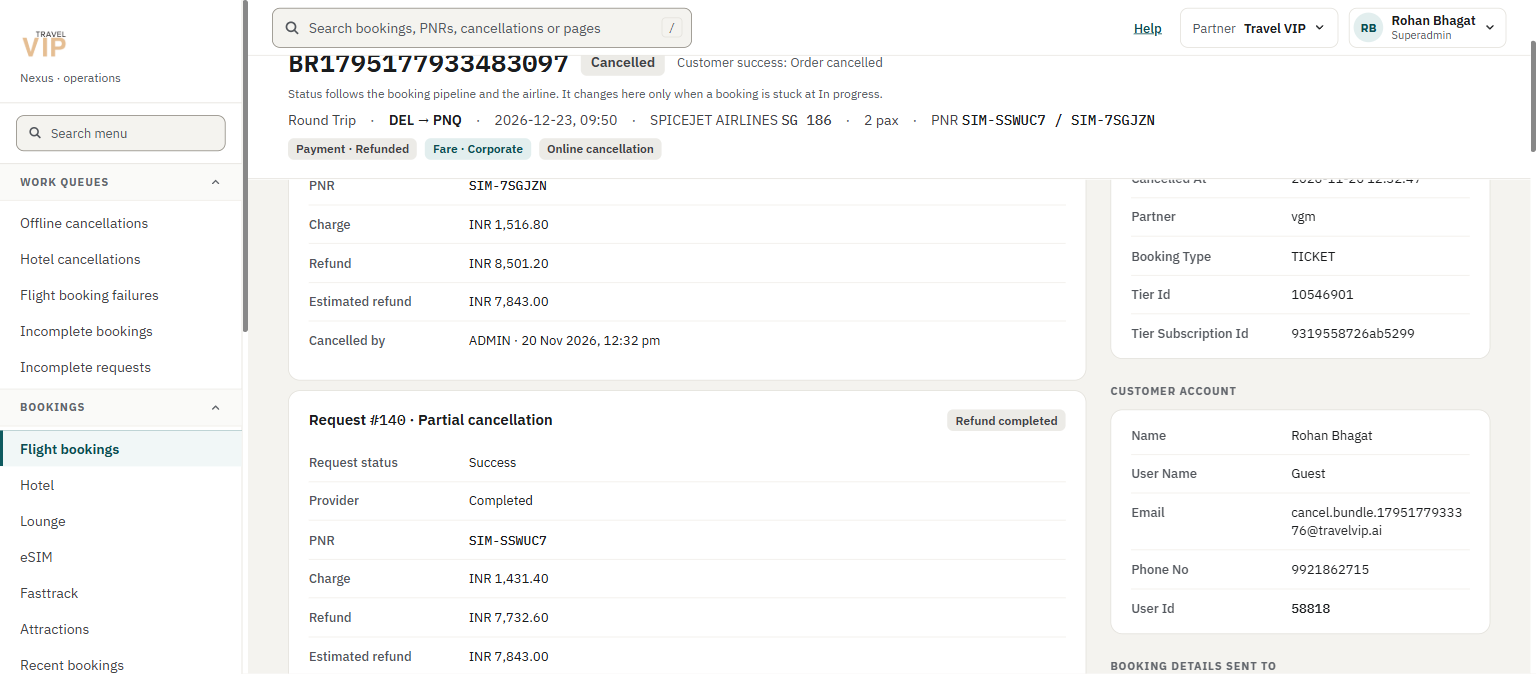 TRAVEL
VIP
Nexus · operations
Search menu
WORK QUEUES
Offline cancellations
Hotel cancellations
Flight booking failures
Incomplete bookings
Incomplete requests
BOOKINGS
Flight bookings
Hotel
Lounge
eSIM
Fasttrack
Attractions
Recent bookings
Search bookings, PNRs, cancellations or pages /
Help
Partner Travel VIP
RB
Rohan Bhagat
Superadmin
BR1795177933483097 Cancelled Customer success: Order cancelled
Status follows the booking pipeline and the airline. It changes here only when a booking is stuck at In progress.
Round Trip · DEL → PNQ · 2026-12-23, 09:50 · SPICEJET AIRLINES SG 186 · 2 pax · PNR SIM-SSWUC7 / SIM-7SGJZN
Payment · Refunded Fare · Corporate Online cancellation
PNR SIM-7SGJZN
Charge INR 1,516.80
Refund INR 8,501.20
Estimated refund INR 7,843.00
Cancelled by ADMIN · 20 Nov 2026, 12:32 pm
Request #140 · Partial cancellation Refund completed
Request status Success
Provider Completed
PNR SIM-SSWUC7
Charge INR 1,431.40
Refund INR 7,732.60
Estimated refund INR 7,843.00
Cancelled At 2026-11-20 12:32:47
Partner vgm
Booking Type TICKET
Tier Id 10546901
Tier Subscription Id 9319558726ab5299
CUSTOMER ACCOUNT
Name Rohan Bhagat
User Name Guest
Email cancel.bundle.17951779333
76@travelvip.ai
Phone No 9921862715
User Id 58818
BOOKING DETAILS SENT TO